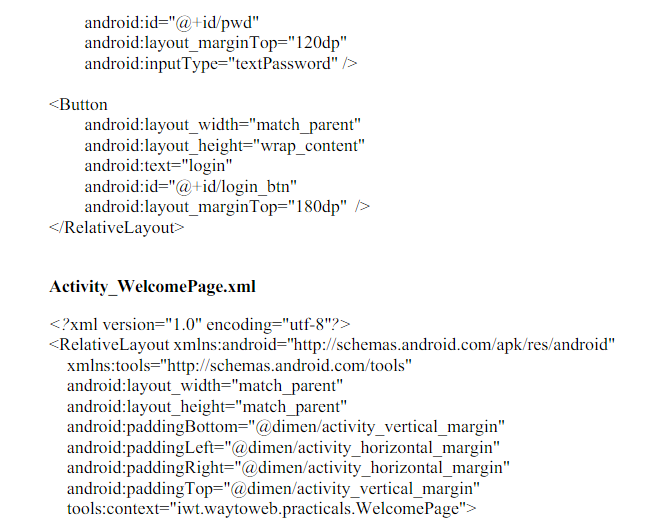 android:id="@+id/pwd"
android:layout_marginTop="120dp"
android:inputType="textPassword" />
<Button
android:layout_width="match_parent"
android:layout_height="wrap_content"
android:text="login"
android:id="@+id/login_btn"
android:layout_marginTop="180dp" />
</RelativeLayout>
Activity_WelcomePage.xml
<?xml version="1.0" encoding="utf-8"?>
<RelativeLayout xmlns:android="http://schemas.android.com/apk/res/android"
xmlns:tools="http://schemas.android.com/tools"
android:layout_width="match_parent"
android:layout_height="match_parent"
android:paddingBottom="@dimen/activity_vertical_margin"
android:paddingLeft="@dimen/activity_horizontal_margin"
android:paddingRight="@dimen/activity_horizontal_margin"
android:paddingTop="@dimen/activity_vertical_margin"
tools:context="iwt.waytoweb.practicals.WelcomePage">